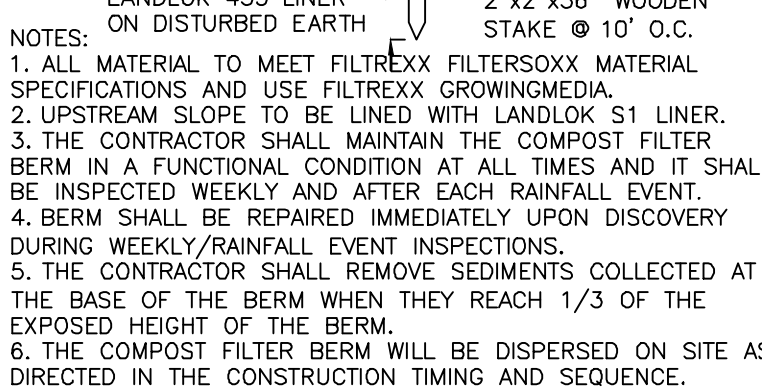 LANDLOK 435 LINER
ON DISTURBED EARTH
2"x2"x36" WOODEN
STAKE @ 10' O.C.
NOTES:
1. ALL MATERIAL TO MEET FILTREXX FILTERSOXX MATERIAL
SPECIFICATIONS AND USE FILTREXX GROWINGMEDIA.
2. UPSTREAM SLOPE TO BE LINED WITH LANDLOK S1 LINER.
3. THE CONTRACTOR SHALL MAINTAIN THE COMPOST FILTER
BERM IN A FUNCTIONAL CONDITION AT ALL TIMES AND IT SHAL
BE INSPECTED WEEKLY AND AFTER EACH RAINFALL EVENT.
4. BERM SHALL BE REPAIRED IMMEDIATELY UPON DISCOVERY
DURING WEEKLY/RAINFALL EVENT INSPECTIONS.
5. THE CONTRACTOR SHALL REMOVE SEDIMENTS COLLECTED AT
THE BASE OF THE BERM WHEN THEY REACH 1/3 OF THE
EXPOSED HEIGHT OF THE BERM.
6. THE COMPOST FILTER BERM WILL BE DISPERSED ON SITE AS
DIRECTED IN THE CONSTRUCTION TIMING AND SEQUENCE.